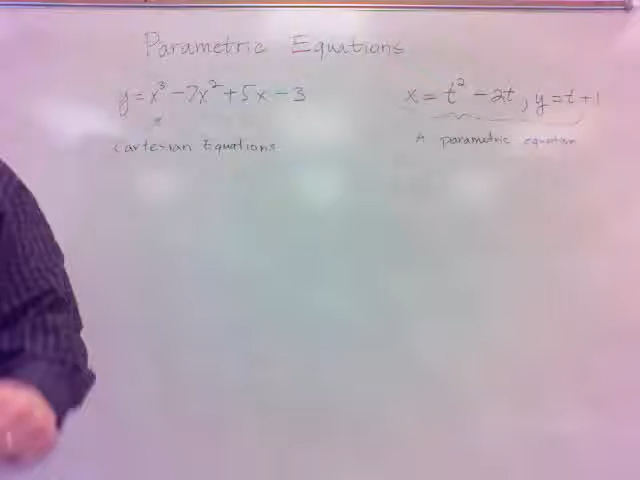 Parametric Equations
y = x³ - 7x² + 5x - 3
x = t² - 2t, y = t + 1
Cartesian Equations
A parametric equation